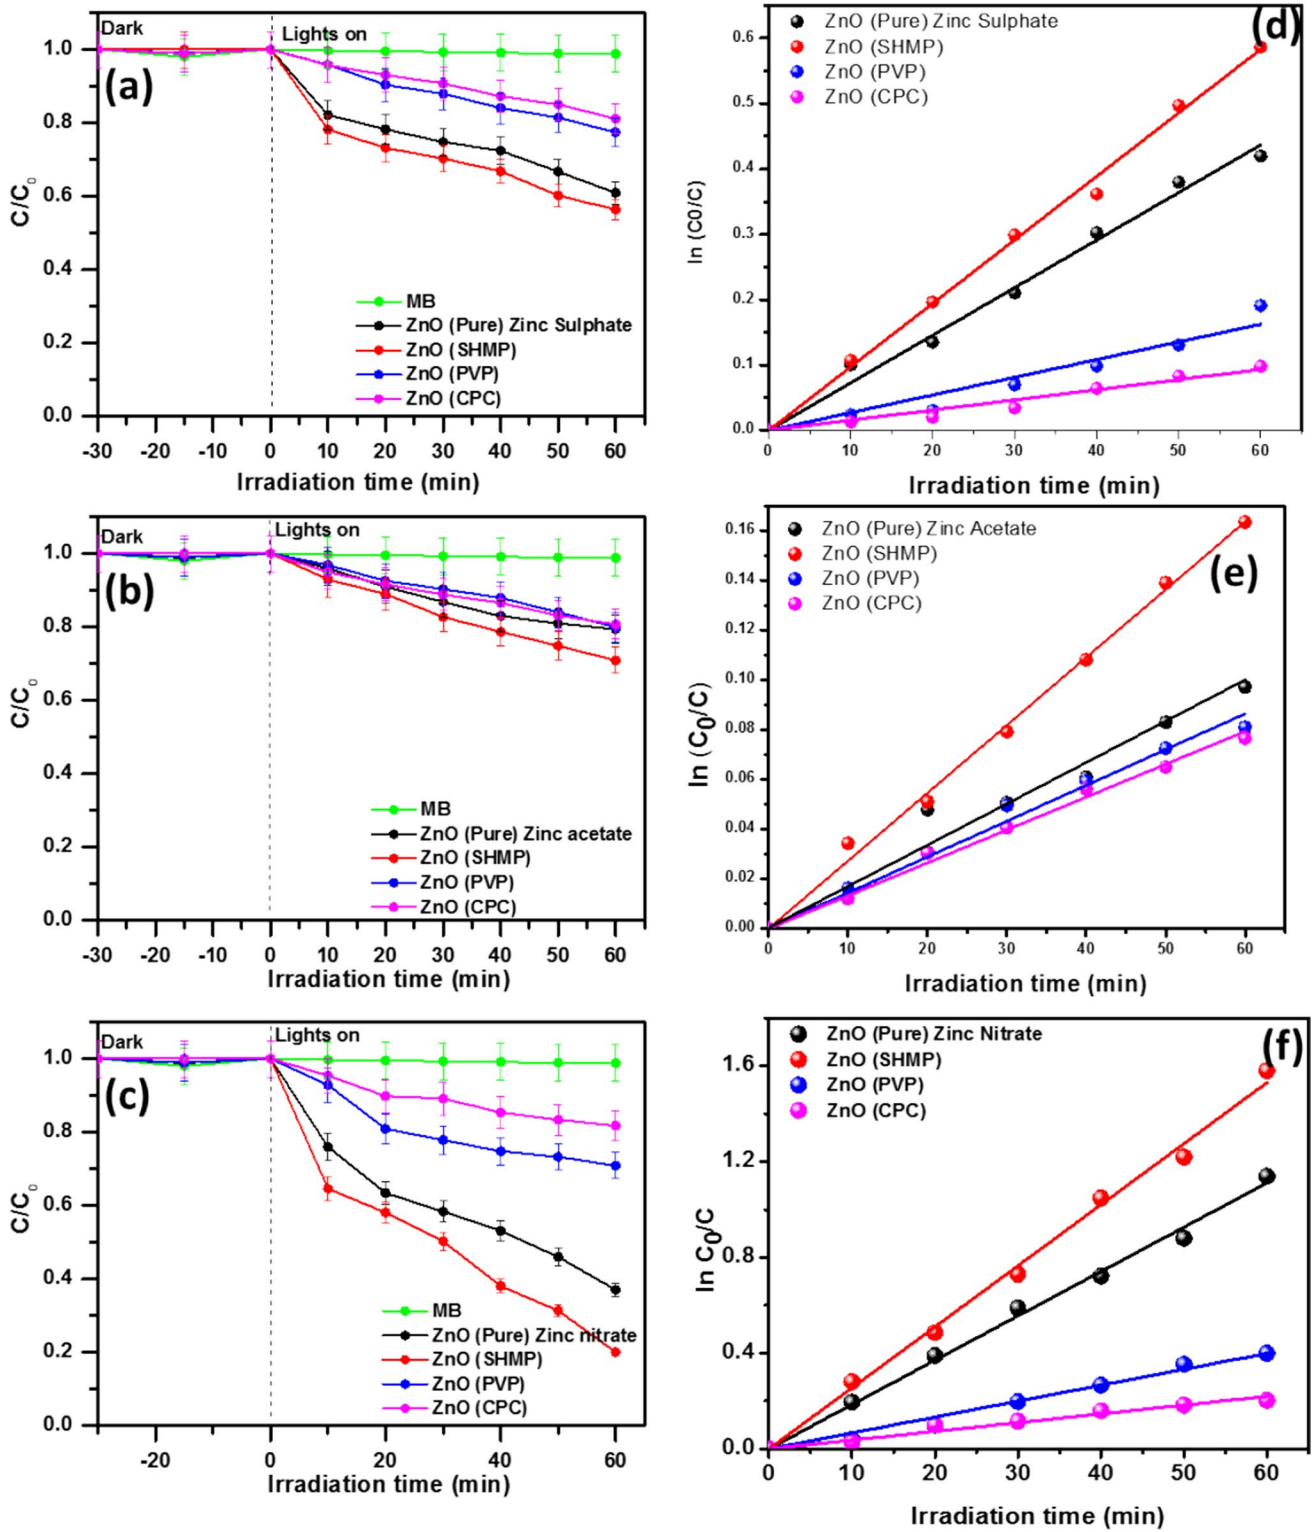 Dark
Lights on
(a)
C/C₀
1.0
0.8
0.6
0.4
0.2
0.0
MB
ZnO (Pure) Zinc Sulphate
ZnO (SHMP)
ZnO (PVP)
ZnO (CPC)
-30 -20 -10 0 10 20 30 40 50 60
Irradiation time (min)
ZnO (Pure) Zinc Sulphate
ZnO (SHMP)
ZnO (PVP)
ZnO (CPC)
(d)
ln (C0/C)
0.6
0.5
0.4
0.3
0.2
0.1
0.0
10 20 30 40 50 60
Irradiation time (min)
Dark
Lights on
(b)
C/C₀
1.0
0.8
0.6
0.4
0.2
0.0
MB
ZnO (Pure) Zinc acetate
ZnO (SHMP)
ZnO (PVP)
ZnO (CPC)
-30 -20 -10 0 10 20 30 40 50 60
Irradiation time (min)
ZnO (Pure) Zinc Acetate
ZnO (SHMP)
ZnO (PVP)
ZnO (CPC)
(e)
ln (C₀/C)
0.16
0.14
0.12
0.10
0.08
0.06
0.04
0.02
0.00
0 10 20 30 40 50 60
Irradiation time (min)
Dark
Lights on
(c)
C/C₀
1.0
0.8
0.6
0.4
0.2
0.0
MB
ZnO (Pure) Zinc nitrate
ZnO (SHMP)
ZnO (PVP)
ZnO (CPC)
-20 0 20 40 60
Irradiation time (min)
ZnO (Pure) Zinc Nitrate
ZnO (SHMP)
ZnO (PVP)
ZnO (CPC)
(f)
ln C₀/C
1.6
1.2
0.8
0.4
0.0
0 10 20 30 40 50 60
Irradiation time (min)